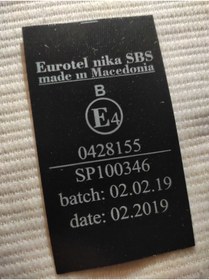 Eurotel nika SBS
made in Macedonia
B
E4
0428155
SP100346
batch: 02.02.19
date: 02.2019